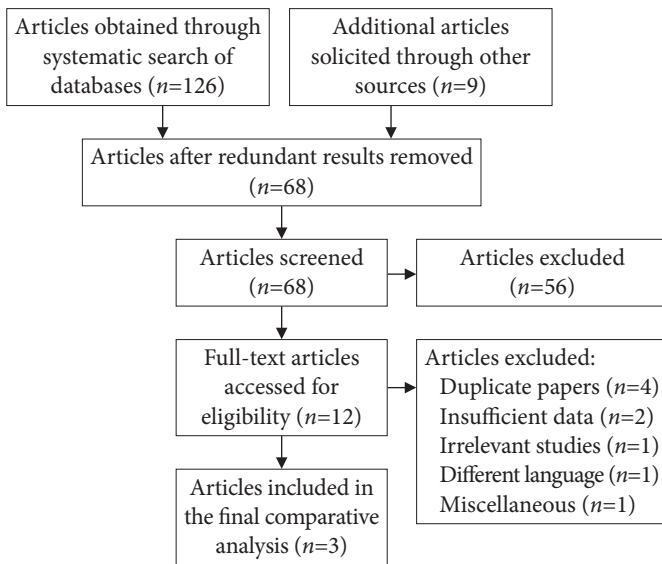 Articles obtained through
systematic search of
databases (n=126)
Additional articles
solicited through other
sources (n=9)
Articles after redundant results removed
(n=68)
Articles screened
(n=68)
Articles excluded
(n=56)
Full-text articles
accessed for
eligibility (n=12)
Articles excluded:
Duplicate papers (n=4)
Insufficient data (n=2)
Irrelevant studies (n=1)
Different language (n=1)
Miscellaneous (n=1)
Articles included in
the final comparative
analysis (n=3)